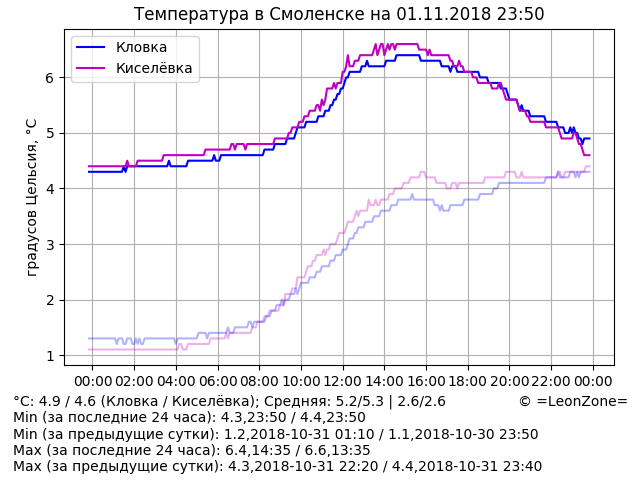 Температура в Смоленске на 01.11.2018 23:50
Кловка
Киселёвка
градусов Цельсия, °C
6
5
4
3
2
1
00:00 02:00 04:00 06:00 08:00 10:00 12:00 14:00 16:00 18:00 20:00 22:00 00:00
°C: 4.9 / 4.6 (Кловка / Киселёвка); Средняя: 5.2/5.3 | 2.6/2.6
© =LeonZone=
Min (за последние 24 часа): 4.3,23:50 / 4.4,23:50
Min (за предыдущие сутки): 1.2,2018-10-31 01:10 / 1.1,2018-10-30 23:50
Max (за последние 24 часа): 6.4,14:35 / 6.6,13:35
Max (за предыдущие сутки): 4.3,2018-10-31 22:20 / 4.4,2018-10-31 23:40